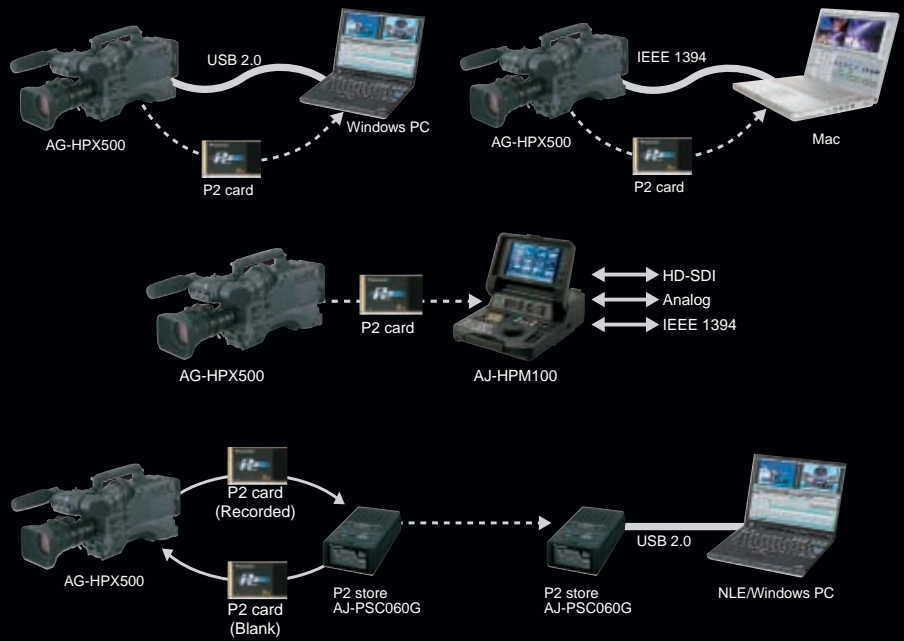 USB 2.0
Windows PC
AG-HPX500
P2 card
IEEE 1394
Mac
AG-HPX500
P2 card
HD-SDI
Analog
IEEE 1394
P2 card
AG-HPX500
AJ-HPM100
P2 card
(Recorded)
USB 2.0
AG-HPX500
P2 card
(Blank)
P2 store
AJ-PSC060G
P2 store
AJ-PSC060G
NLE/Windows PC